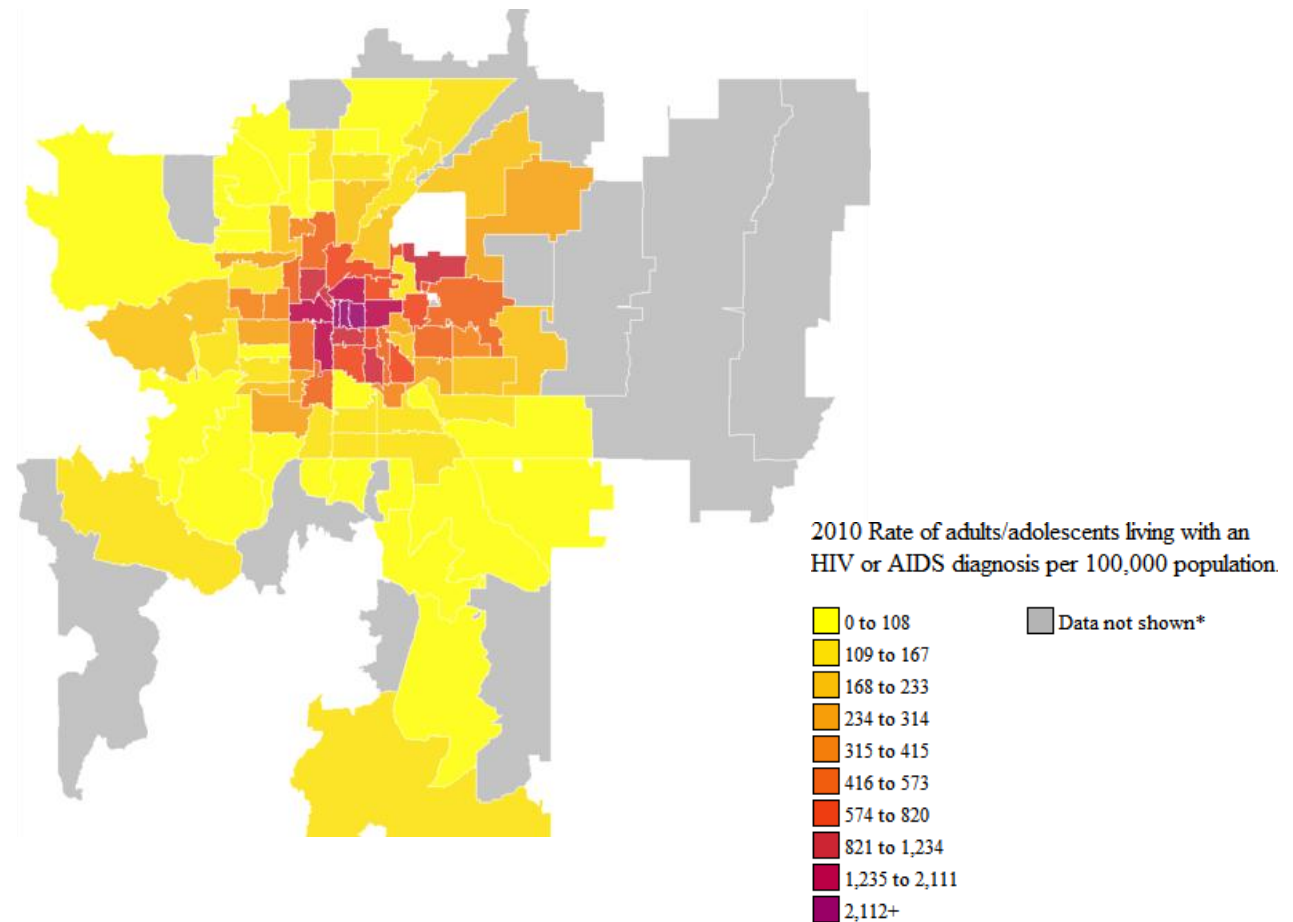 2010 Rate of adults/adolescents living with an
HIV or AIDS diagnosis per 100,000 population.
0 to 108
Data not shown*
109 to 167
168 to 233
234 to 314
315 to 415
416 to 573
574 to 820
821 to 1,234
1,235 to 2,111
2,112+